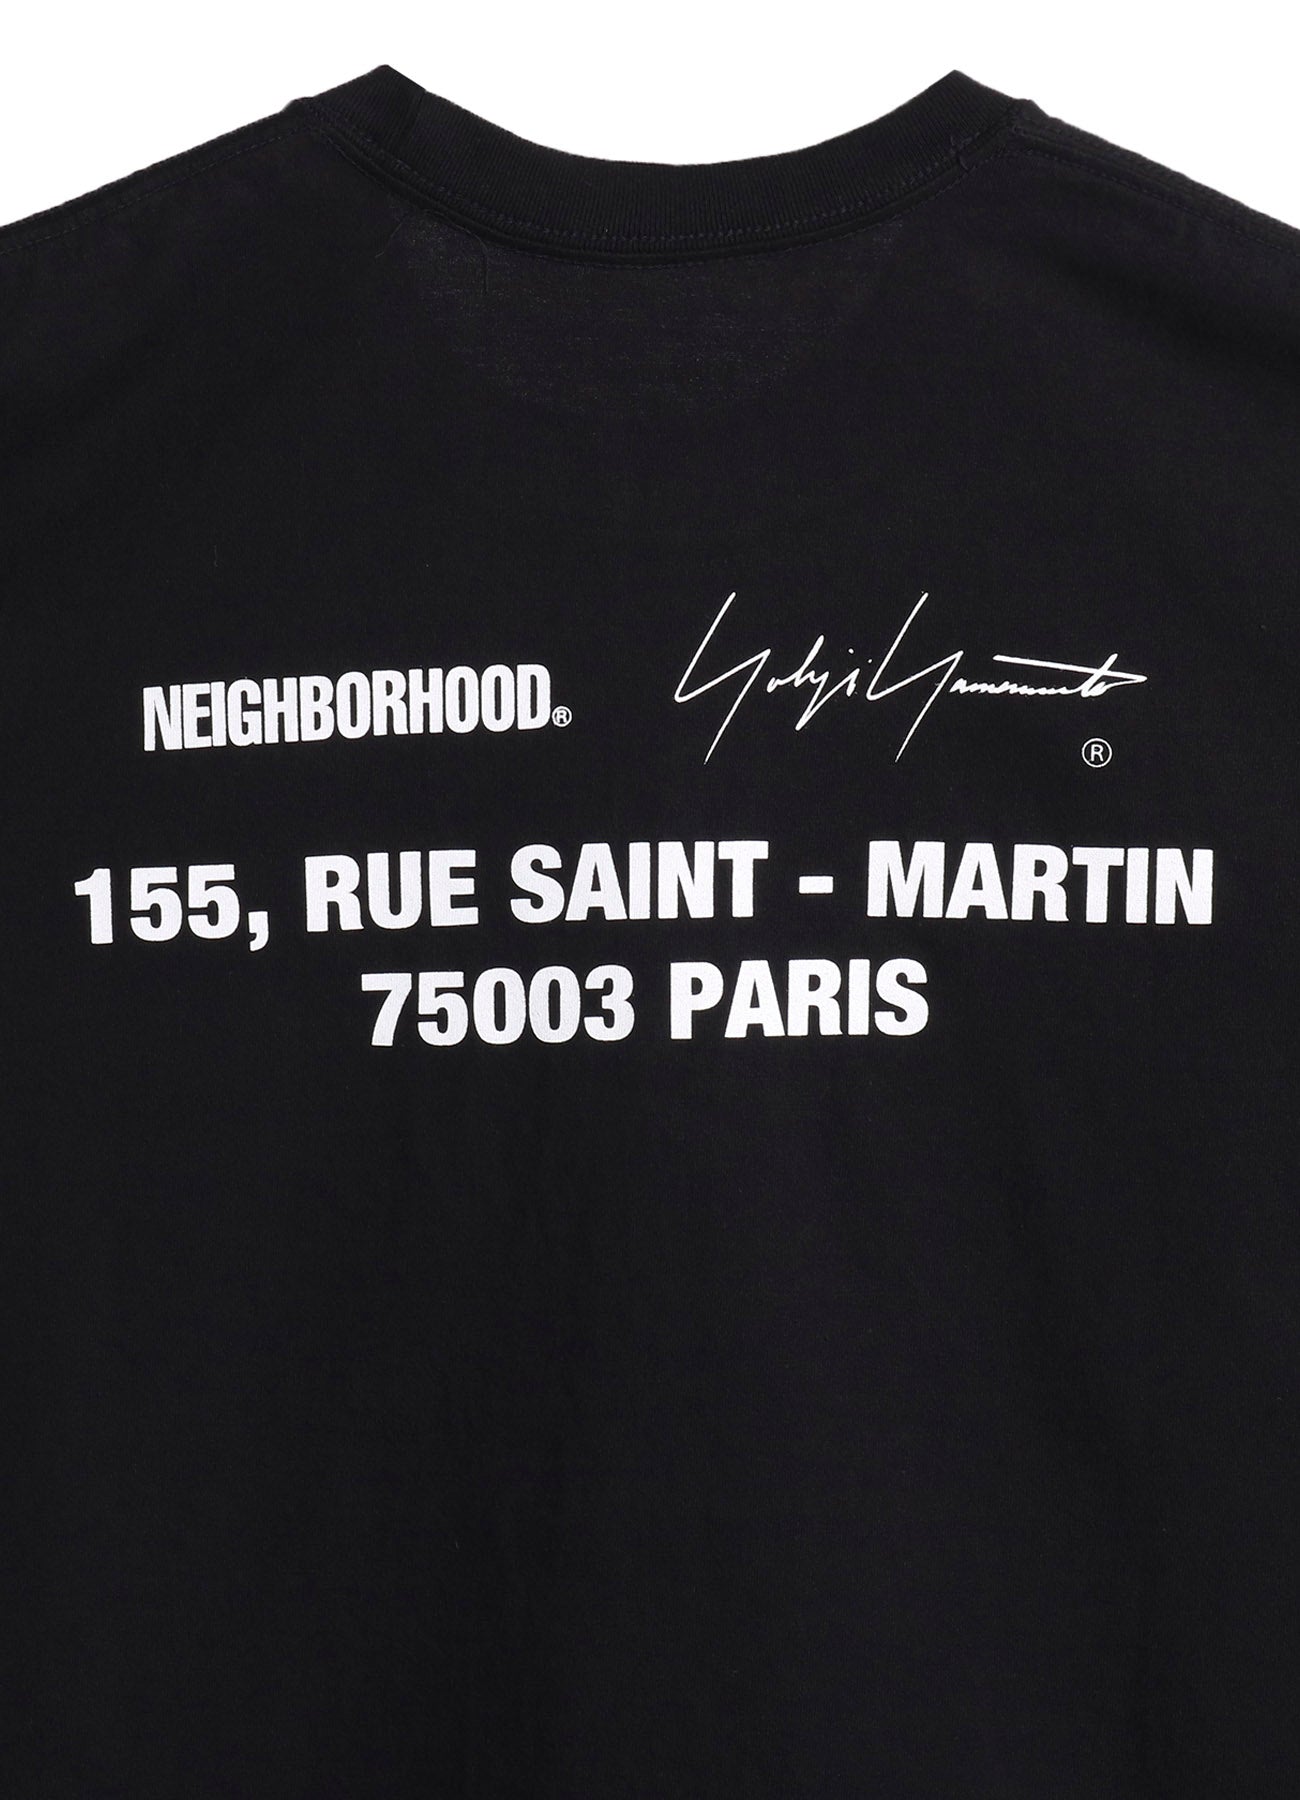 NEIGHBORHOOD® Yohji Yamamoto ®
155, RUE SAINT - MARTIN
75003 PARIS